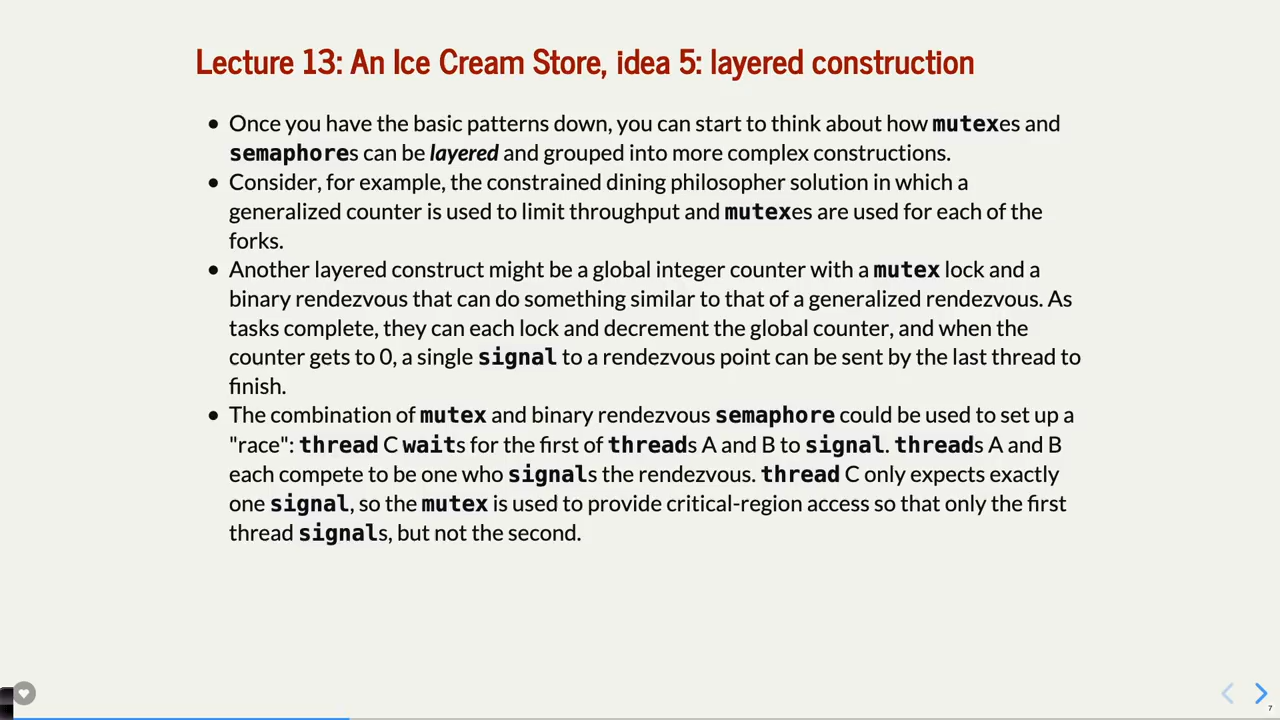 Lecture 13: An Ice Cream Store, idea 5: layered construction
• Once you have the basic patterns down, you can start to think about how mutexes and
semaphores can be layered and grouped into more complex constructions.
• Consider, for example, the constrained dining philosopher solution in which a
generalized counter is used to limit throughput and mutexes are used for each of the
forks.
• Another layered construct might be a global integer counter with a mutex lock and a
binary rendezvous that can do something similar to that of a generalized rendezvous. As
tasks complete, they can each lock and decrement the global counter, and when the
counter gets to 0, a single signal to a rendezvous point can be sent by the last thread to
finish.
• The combination of mutex and binary rendezvous semaphore could be used to set up a
"race": thread C waits for the first of threads A and B to signal. threads A and B
each compete to be one who signals the rendezvous. thread C only expects exactly
one signal, so the mutex is used to provide critical-region access so that only the first
thread signals, but not the second.
7